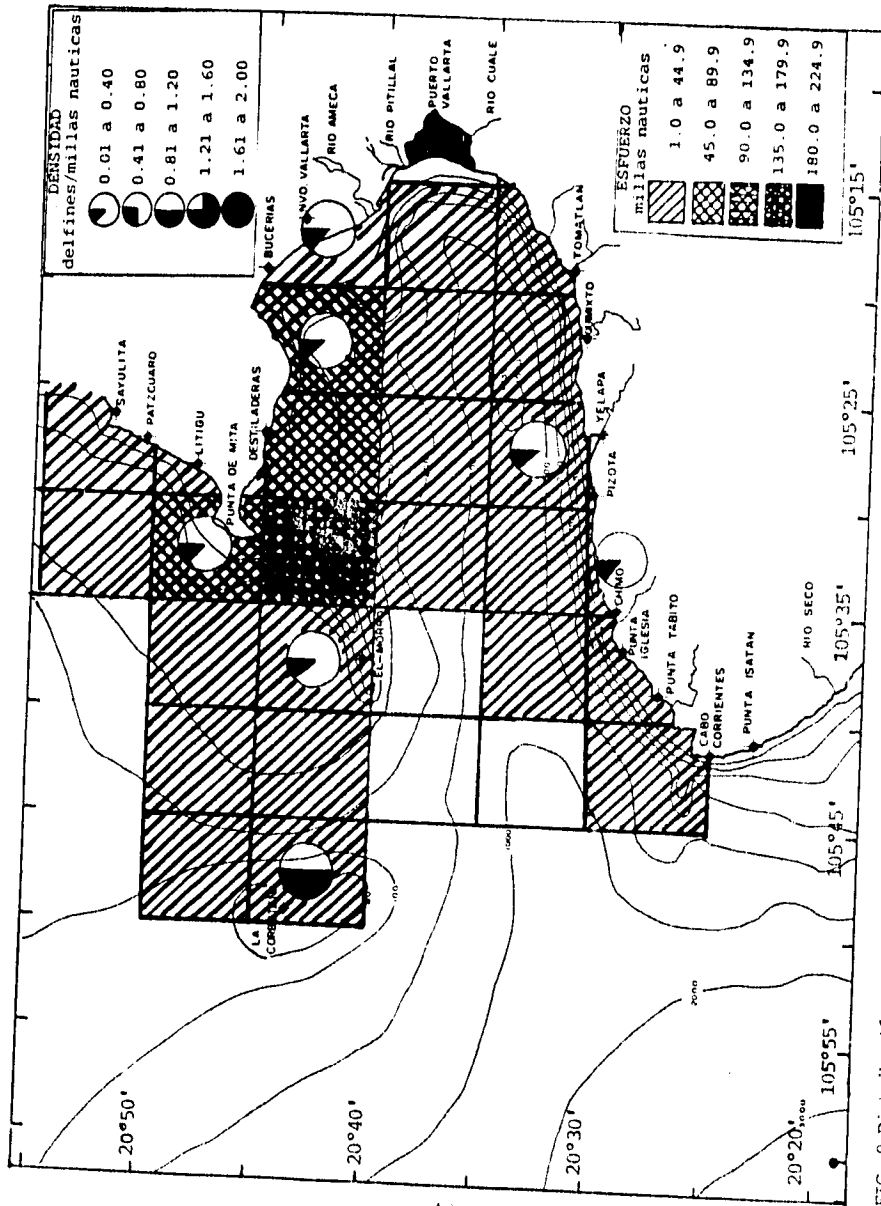 DENSIDAD
delfines/millas nauticas
0.01 a 0.40
0.41 a 0.80
0.81 a 1.20
1.21 a 1.60
1.61 a 2.00
ESFUERZO
millas nauticas
1.0 a 44.9
45.0 a 89.9
90.0 a 134.9
135.0 a 179.9
180.0 a 224.9
SAYULITA
PATZCUARO
LITIGU
PUNTA DE MITA
DESTILADERAS
BUCERIAS
NVO. VALLARTA
RIO AMECA
RIO PITILLAL
PUERTO
VALLARTA
RIO CUALE
TOMATLAN
YELAPA
PIZOTA
CHIMO
PUNTA
IGLESIA
PUNTA TABITO
CABO
CORRIENTES
PUNTA ISATAN
RIO SECO
EL MORRO
LA
1000
2000
3000
20°50'
20°40'
20°30'
20°20'
105°55'
105°45'
105°35'
105°25'
105°15'
FIG.